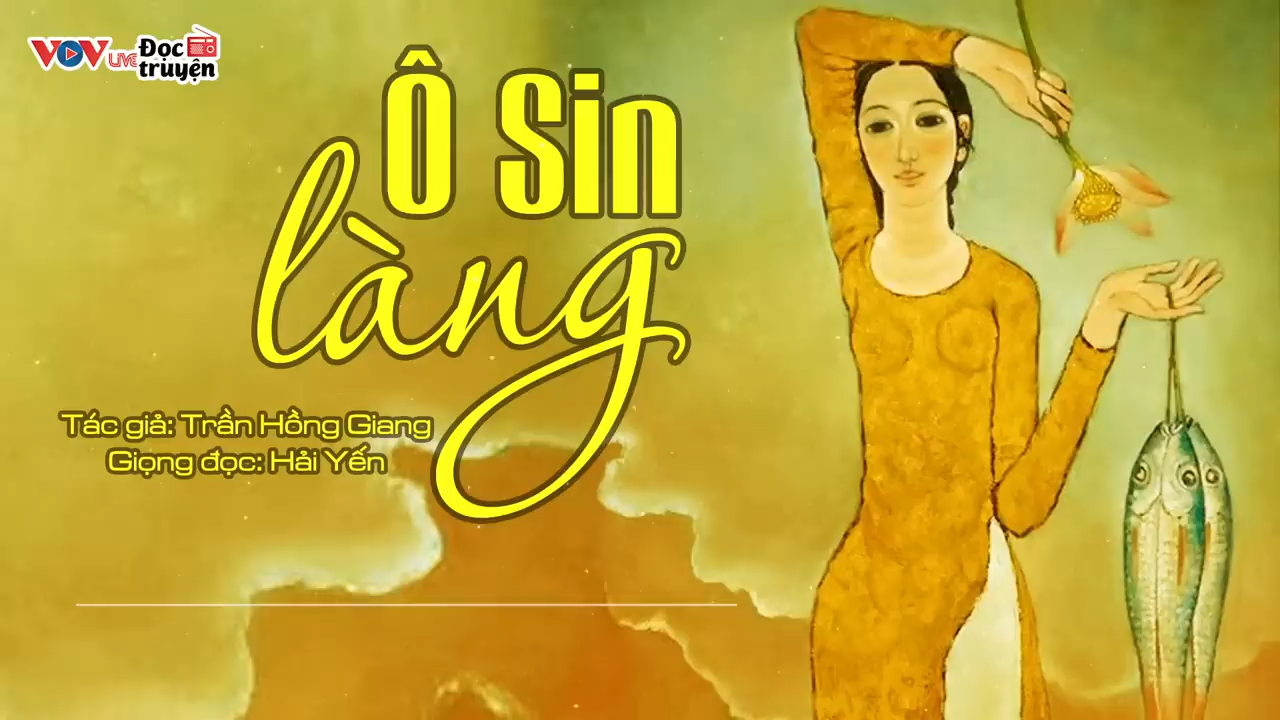 VOV LIVE Đọc
truyện
Ô Sin
làng
Tác giả: Trần Hồng Giang
Giọng đọc: Hải Yến